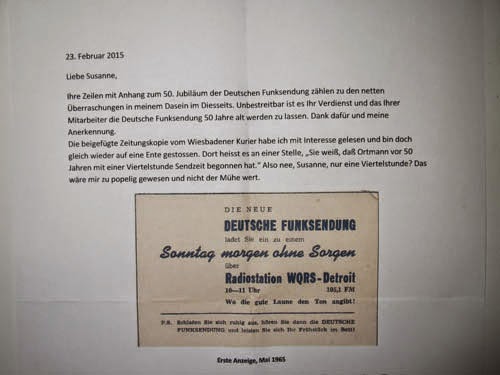 23. Februar 2015
Liebe Susanne,
Ihre Zeilen mit Anhang zum 50. Jubiläum der Deutschen Funksendung zählen zu den netten
Überraschungen in meinem Dasein im Diesseits. Unbestreitbar ist es Ihr Verdienst und das Ihrer
Mitarbeiter die Deutsche Funksendung 50 Jahre alt werden zu lassen. Dank dafür und meine
Anerkennung.
Die beigefügte Zeitungskopie vom Wiesbadener Kurier habe ich mit Interesse gelesen und bin doch
gleich wieder auf eine Ente gestossen. Dort heisst es an einer Stelle, „Sie weiß, daß Ortmann vor 50
Jahren mit einer Viertelstunde Sendzeit begonnen hat." Also nee, Susanne, nur eine Viertelstunde? Das
wäre mir zu popelig gewesen und nicht der Mühe wert.
DIE NEUE
DEUTSCHE FUNKSENDUNG
ladet Sie ein zu einem
Sonntag morgen ohne Sorgen
über
Radiostation WQRS-Detroit
10—11 Uhr 105,1 FM
Wo die gute Laune den Ton angibt!
P.S. Schlafen Sie sich ruhig aus, hören Sie dann die DEUTSCHE
FUNKSENDUNG und leisten Sie sich Ihr Frühstück im Bett!
Erste Anzeige, Mai 1965